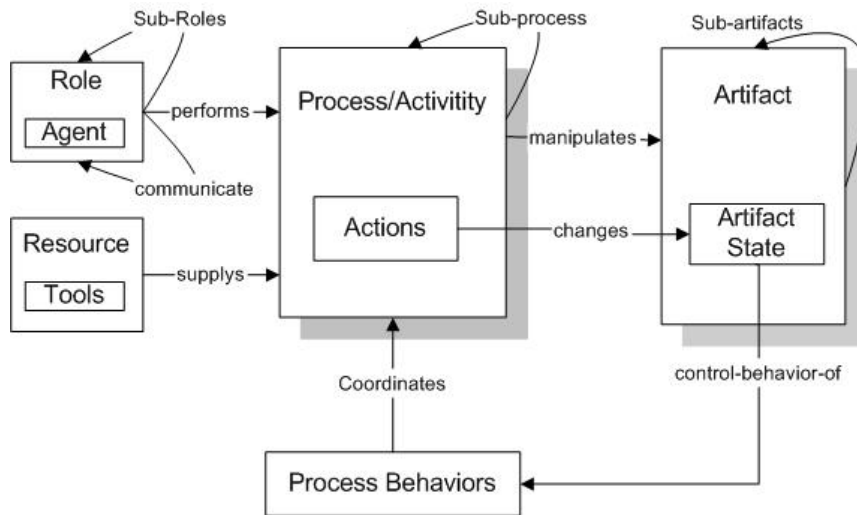 Sub-Roles
Sub-process
Sub-artifacts
Role
Agent
performs
communicate
Process/Activitity
manipulates
Artifact
Resource
Tools
supplys
Actions
changes
Artifact
State
Coordinates
control-behavior-of
Process Behaviors